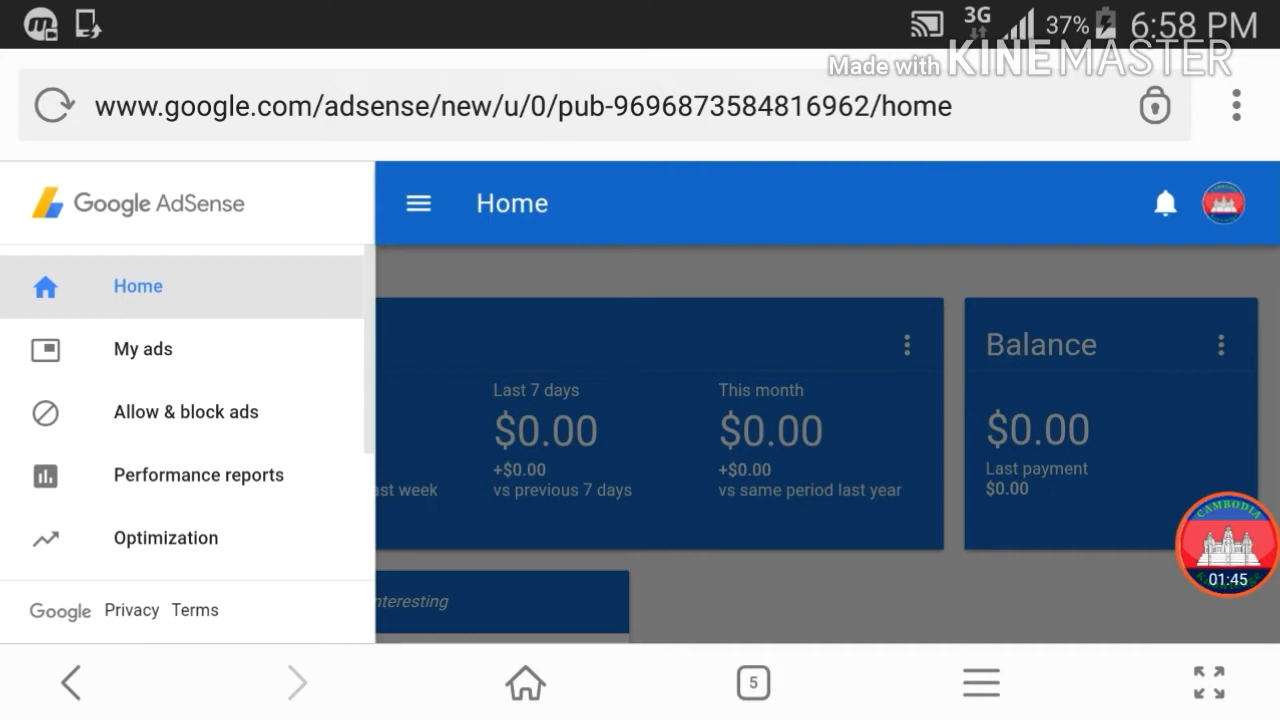 3G 37% 6:58 PM
Made with KINEMASTER
www.google.com/adsense/new/u/0/pub-9696873584816962/home
Google AdSense
Home
Home
My ads
Allow & block ads
Performance reports
Optimization
Google Privacy Terms
Last 7 days
$0.00
+$0.00
vs previous 7 days
This month
$0.00
+$0.00
vs same period last year
Balance
$0.00
Last payment
$0.00
CAMBODIA
01:45
5